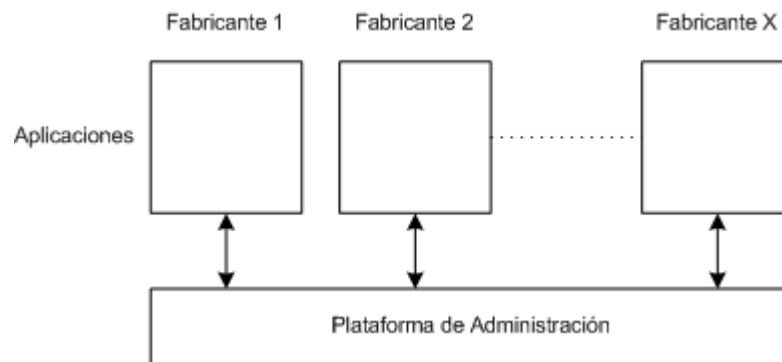 Fabricante 1
Fabricante 2
Fabricante X
Aplicaciones
Plataforma de Administración